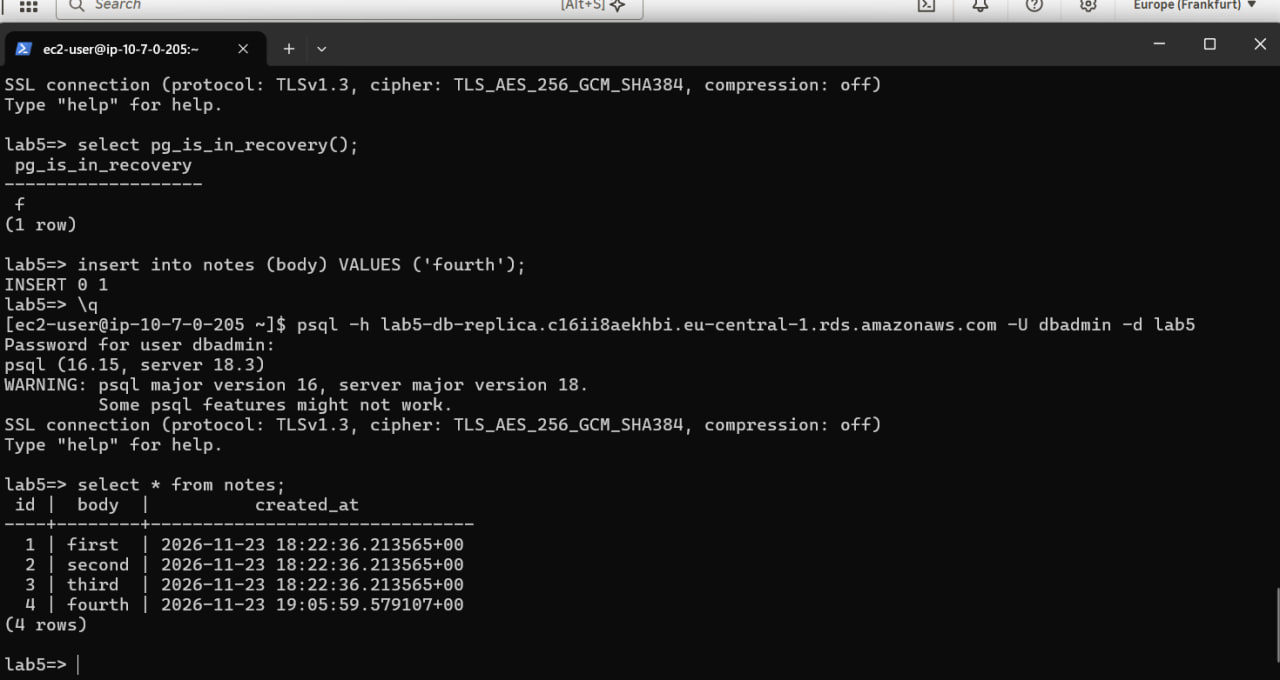 Search [Alt+S] Europe (Frankfurt)
ec2-user@ip-10-7-0-205:~
SSL connection (protocol: TLSv1.3, cipher: TLS_AES_256_GCM_SHA384, compression: off)
Type "help" for help.
lab5=> select pg_is_in_recovery();
 pg_is_in_recovery
-------------------
 f
(1 row)
lab5=> insert into notes (body) VALUES ('fourth');
INSERT 0 1
lab5=> \q
[ec2-user@ip-10-7-0-205 ~]$ psql -h lab5-db-replica.c16ii8aekhbi.eu-central-1.rds.amazonaws.com -U dbadmin -d lab5
Password for user dbadmin:
psql (16.15, server 18.3)
WARNING: psql major version 16, server major version 18.
         Some psql features might not work.
SSL connection (protocol: TLSv1.3, cipher: TLS_AES_256_GCM_SHA384, compression: off)
Type "help" for help.
lab5=> select * from notes;
 id |  body  |          created_at
----+--------+-------------------------------
  1 | first  | 2026-11-23 18:22:36.213565+00
  2 | second | 2026-11-23 18:22:36.213565+00
  3 | third  | 2026-11-23 18:22:36.213565+00
  4 | fourth | 2026-11-23 19:05:59.579107+00
(4 rows)
lab5=>